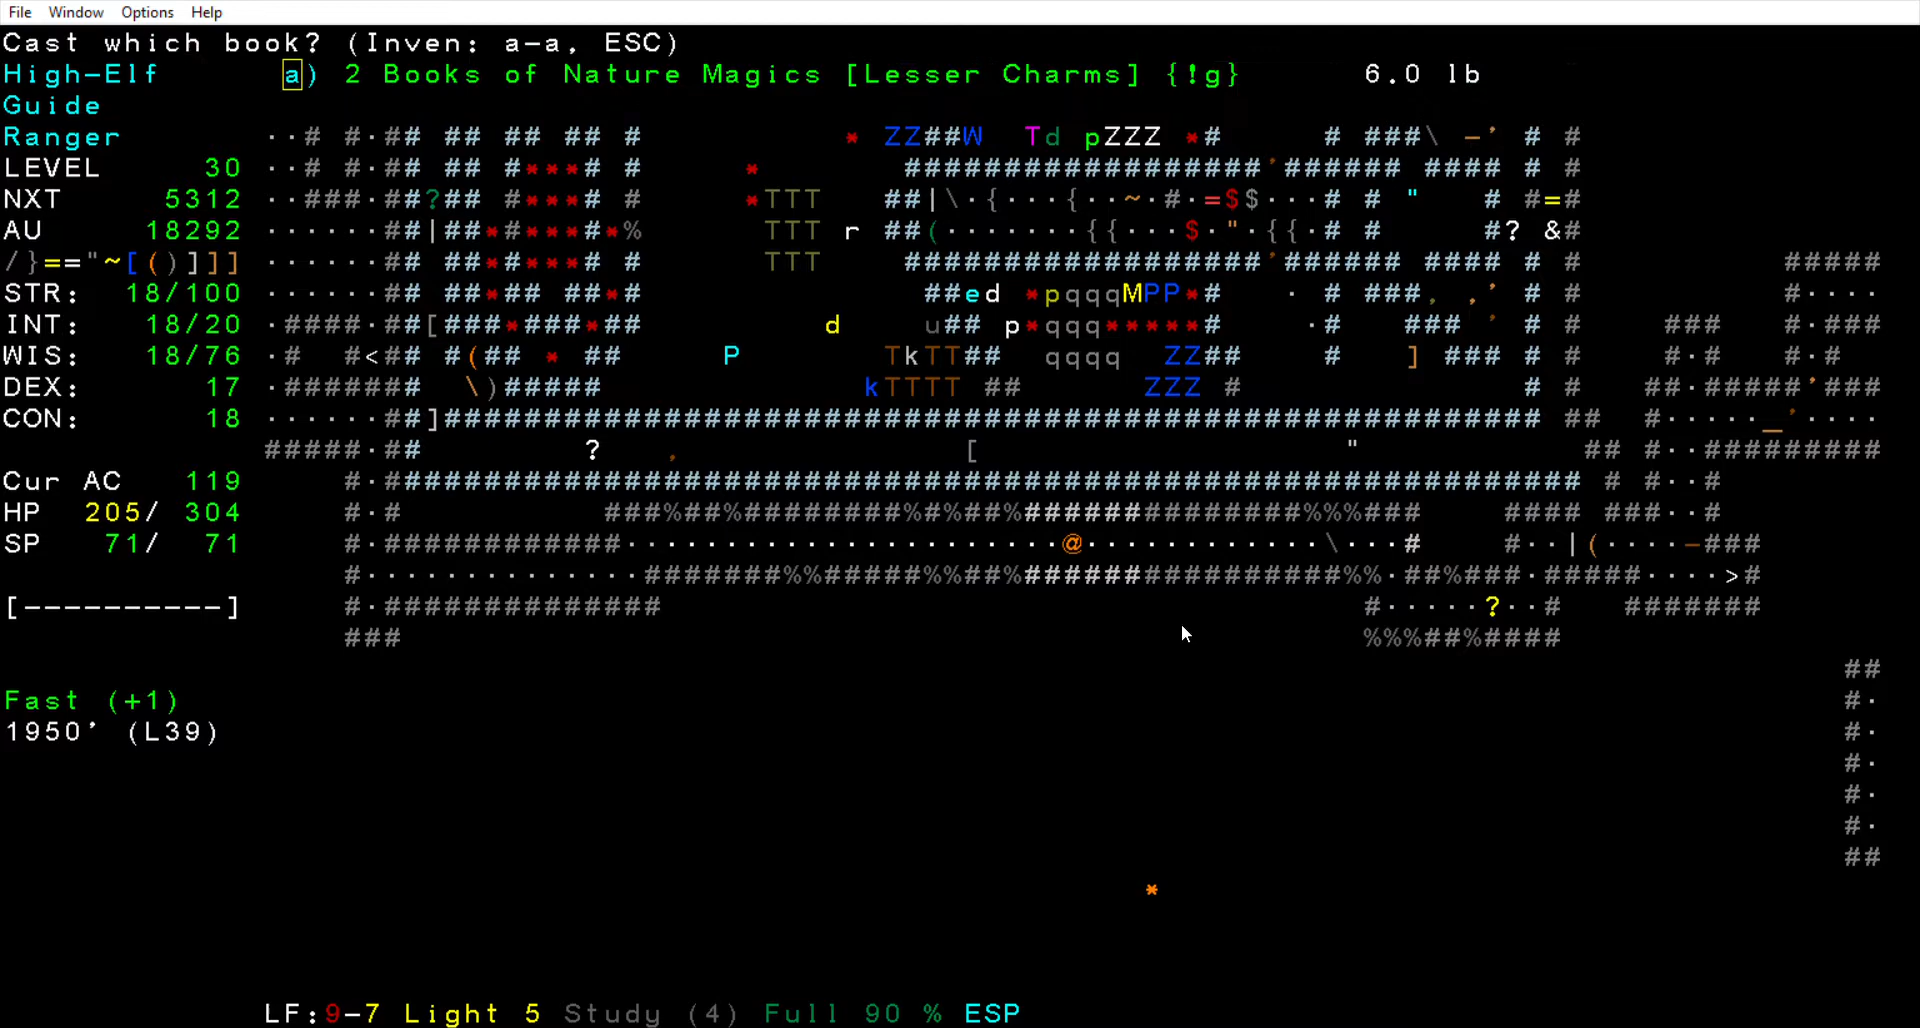 File Window Options Help
Cast which book? (Inven: a-a, ESC)
High-Elf a) 2 Books of Nature Magics [Lesser Charms] {!g} 6.0 lb
Guide
Ranger
LEVEL 30
NXT 5312
AU 18292
/}=="~[()]]]
STR: 18/100
INT: 18/20
WIS: 18/76
DEX: 17
CON: 18
Cur AC 119
HP 205/ 304
SP 71/ 71
[----------]
Fast (+1)
1950' (L39)
LF:9-7 Light 5 Study (4) Full 90 % ESP